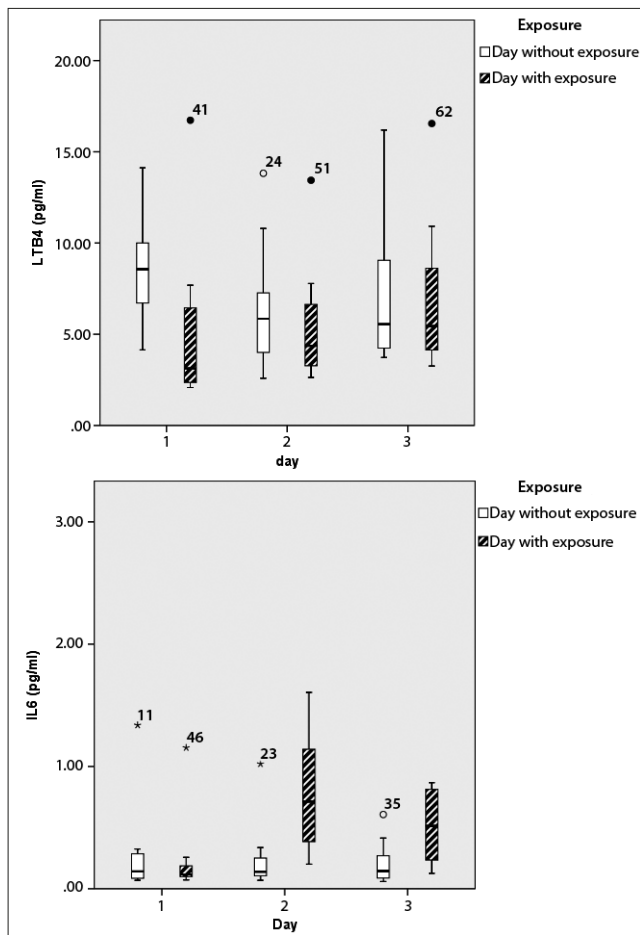 Exposure
Day without exposure
Day with exposure
20.00
15.00
10.00
5.00
.00
LTB4 (pg/ml)
41
24
51
62
1 2 3
day
Exposure
Day without exposure
Day with exposure
3.00
2.00
1.00
.00
IL6 (pg/ml)
11
46
23
35
1 2 3
Day